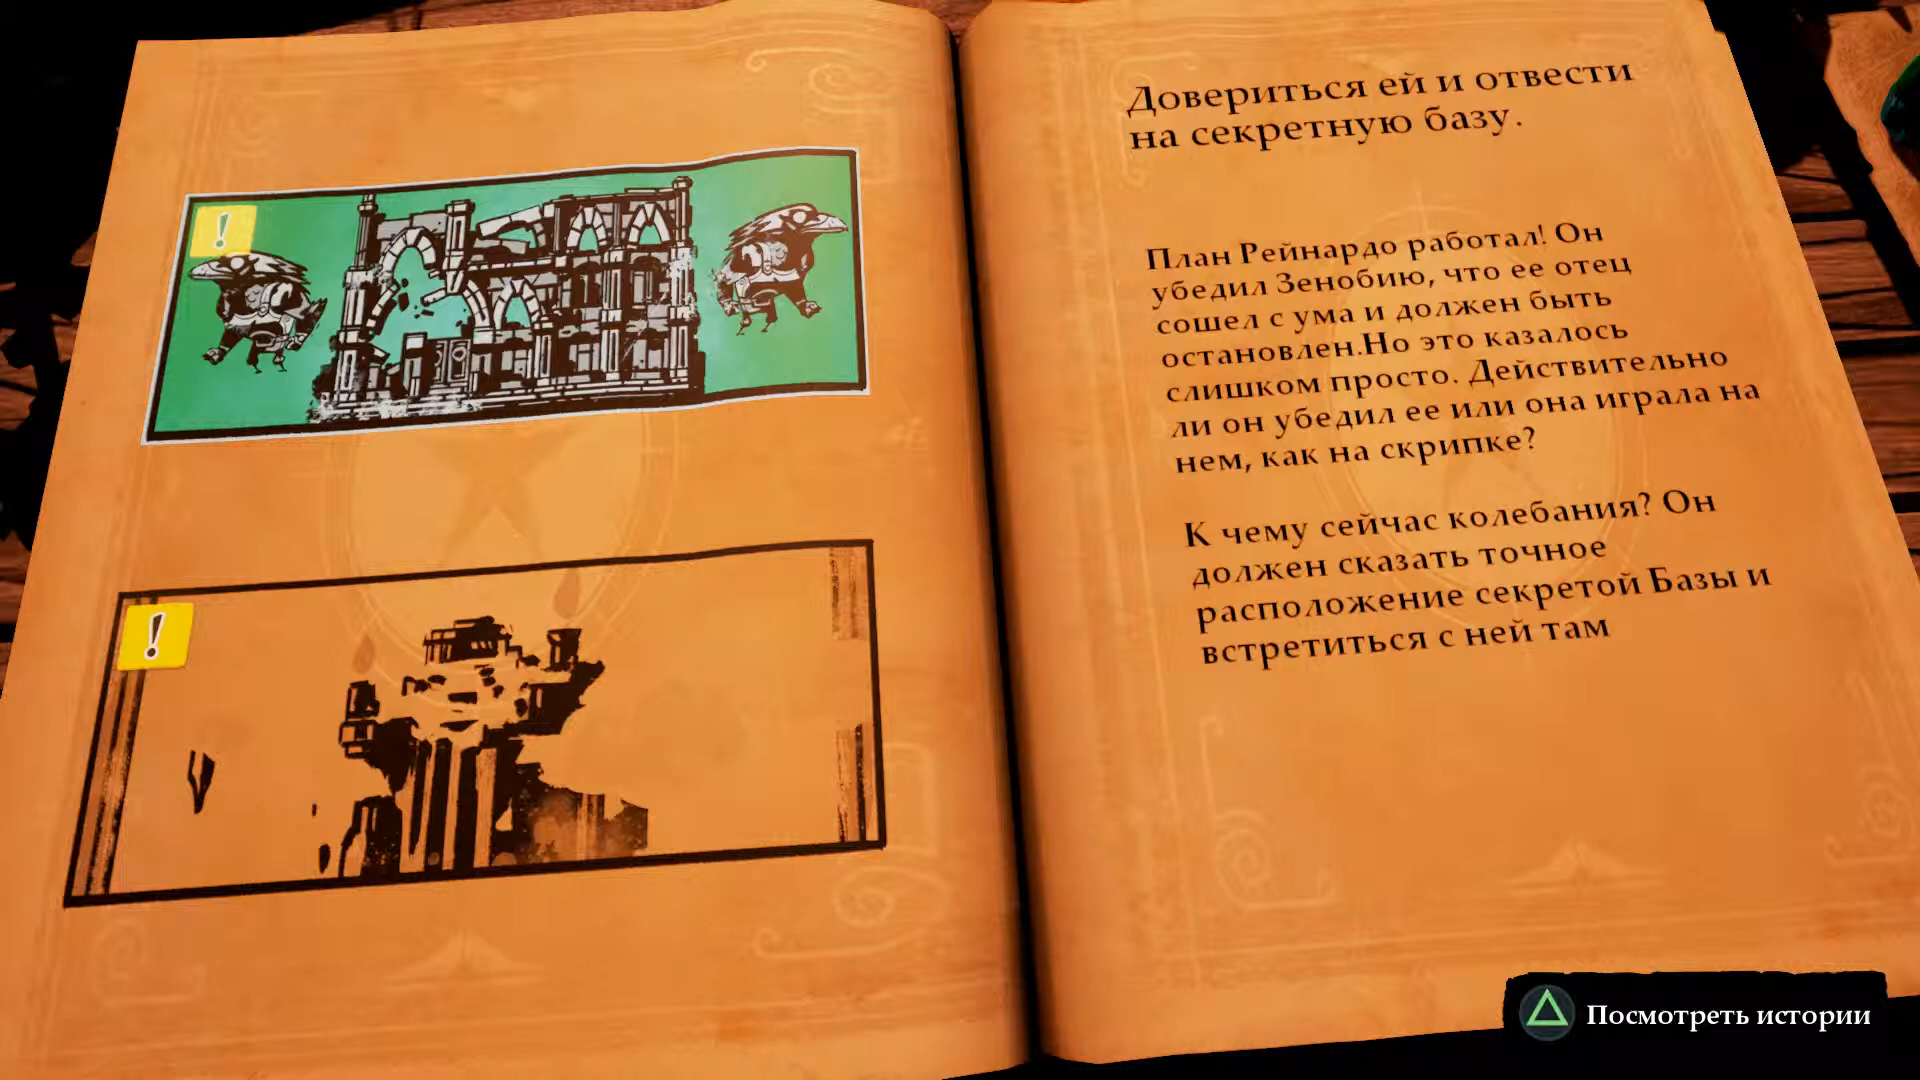 !
!
Довериться ей и отвести
на секретную базу.
План Рейнардо работал! Он
убедил Зенобию, что ее отец
сошел с ума и должен быть
остановлен.Но это казалось
слишком просто. Действительно
ли он убедил ее или она играла на
нем, как на скрипке?
К чему сейчас колебания? Он
должен сказать точное
расположение секретой Базы и
встретиться с ней там
Посмотреть истории